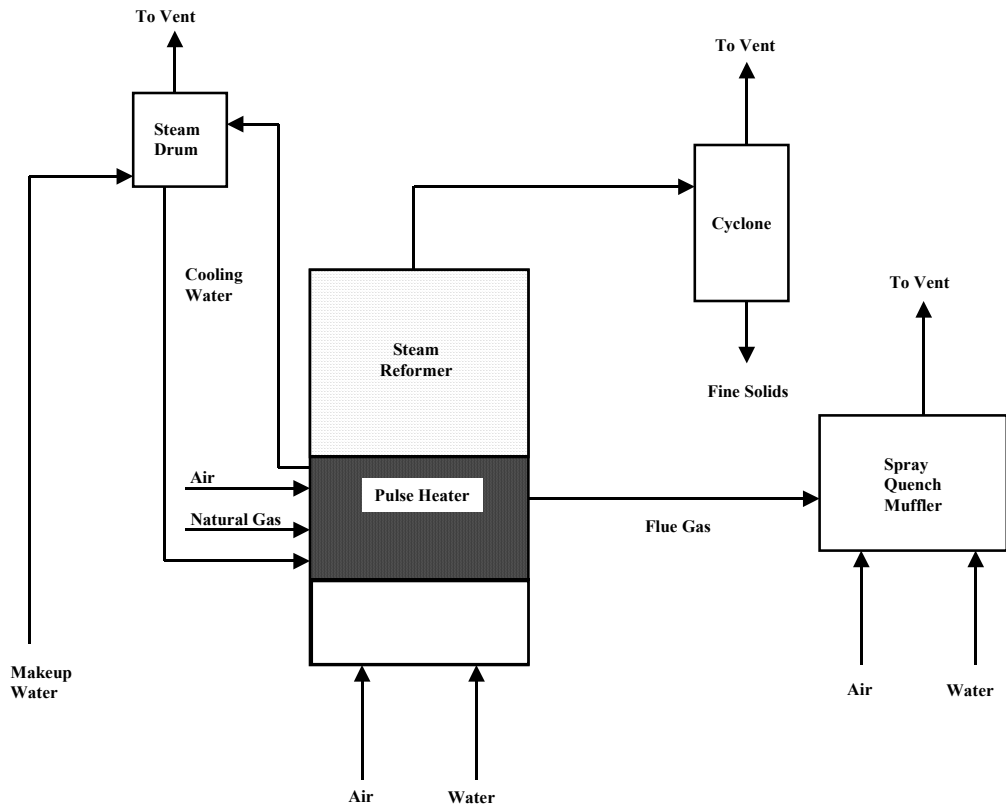 To Vent
To Vent
Steam
Drum
Cyclone
Cooling
Water
To Vent
Steam
Reformer
Fine Solids
Air
Pulse Heater
Spray
Quench
Muffler
Natural Gas
Flue Gas
Makeup
Water
Air
Water
Air
Water